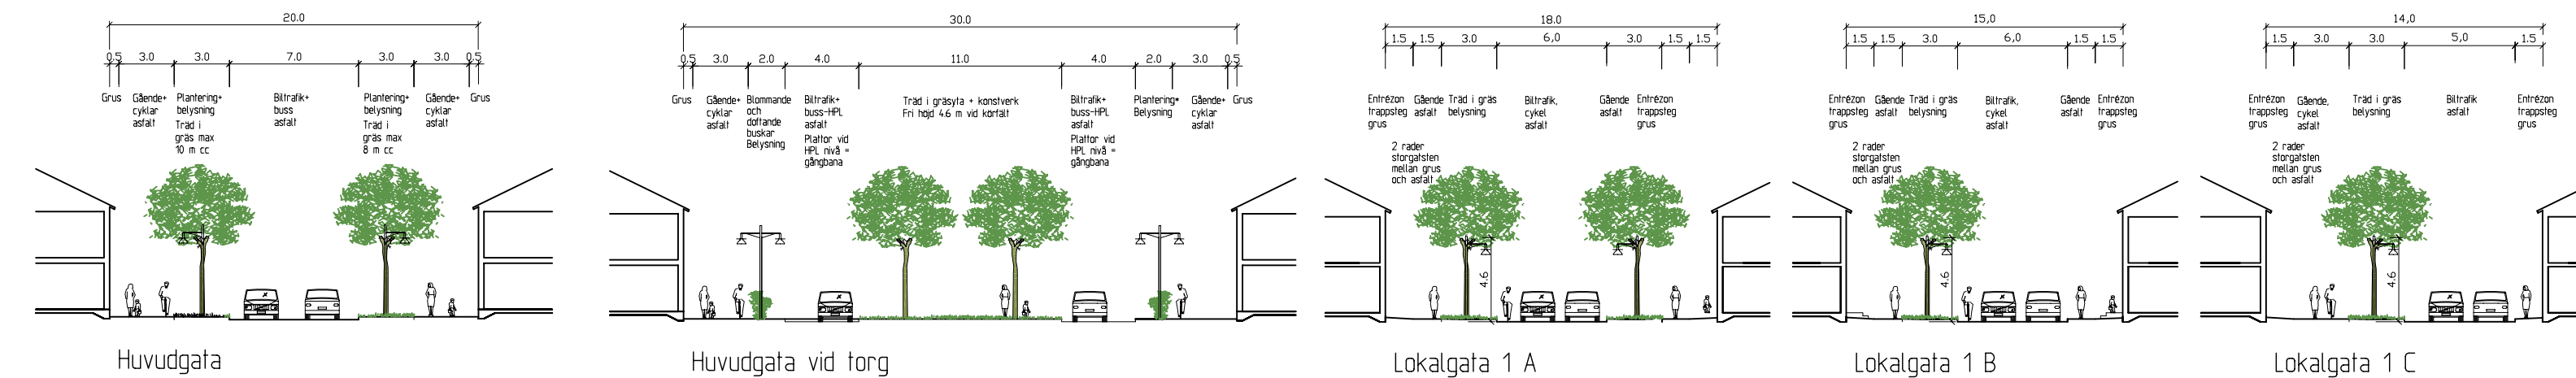 20.0
0.5 3.0 3.0 7.0 3.0 3.0 0.5
Grus
Gående+
cyklar
asfalt
Plantering+
belysning
Träd i
gräs max
10 m cc
Biltrafik+
buss
asfalt
Plantering+
belysning
Träd i
gräs max
8 m cc
Gående+
cyklar
asfalt
Grus
Huvudgata
30.0
0.5 3.0 2.0 4.0 11.0 4.0 2.0 3.0 0.5
Grus
Gående+
cyklar
asfalt
Blommande
och
doftande
buskar
Belysning
Biltrafik+
buss-HPL
asfalt
Plattor vid
HPL nivå =
gångbana
Träd i gräsyta + konstverk
Fri höjd 4.6 m vid körfält
Biltrafik+
buss-HPL
asfalt
Plattor vid
HPL nivå =
gångbana
Plantering+
Belysning
Gående+
cyklar
asfalt
Grus
Huvudgata vid torg
18.0
1.5 1.5 3.0 6,0 3.0 1.5 1.5
Entrézon
trappsteg
grus
Gående
asfalt
Träd i gräs
belysning
Biltrafik,
cykel
asfalt
Gående
asfalt
Entrézon
trappsteg
grus
2 rader
storgatsten
mellan grus
och asfalt
4.6
Lokalgata 1 A
15,0
1.5 1.5 3.0 6,0 1.5 1.5
Entrézon
trappsteg
grus
Gående
asfalt
Träd i gräs
belysning
Biltrafik,
cykel
asfalt
Gående
asfalt
Entrézon
trappsteg
grus
2 rader
storgatsten
mellan grus
och asfalt
4.6
Lokalgata 1 B
14,0
1.5 3.0 3.0 5,0 1.5
Entrézon
trappsteg
grus
Gående,
cykel
asfalt
Träd i gräs
belysning
Biltrafik
asfalt
Entrézon
trappsteg
grus
2 rader
storgatsten
mellan grus
och asfalt
4.6
Lokalgata 1 C